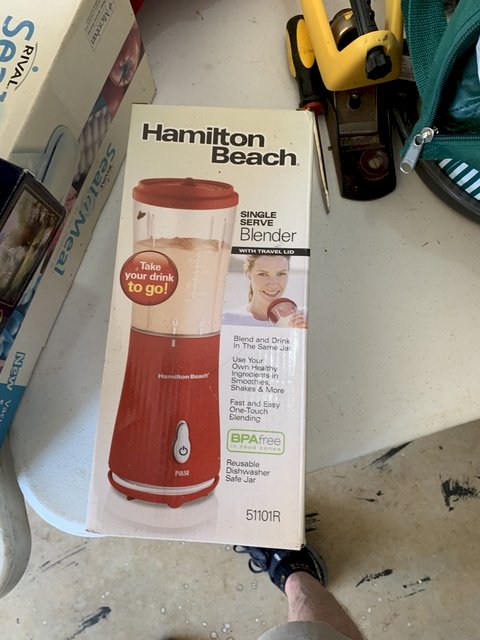 Hamilton
Beach
SINGLE
SERVE
Blender
WITH TRAVEL LID
Take
your drink
to go!
Blend and Drink
In The Same Jar
Use Your
Own Healthy
Ingredients in
Smoothies,
Shakes & More
Fast and Easy
One-Touch
Blending
BPAfree
in food zones
Reusable
Dishwasher
Safe Jar
51101R
Hamilton Beach
PULSE
RIVAL
Seal a Meal
New